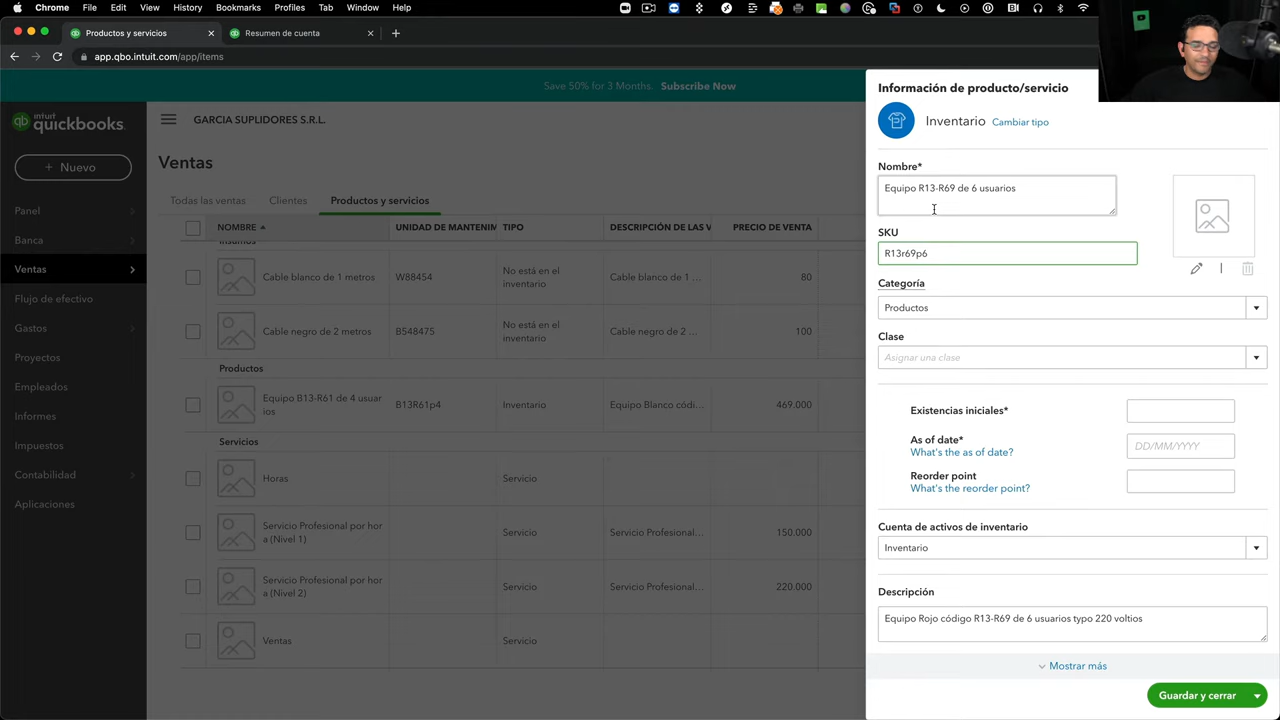 Chrome File Edit View History Bookmarks Profiles Tab Window Help
Productos y servicios
Resumen de cuenta
app.qbo.intuit.com/app/items
Save 50% for 3 Months. Subscribe Now
intuit
quickbooks
GARCIA SUPLIDORES S.R.L.
+ Nuevo
Panel
Banca
Ventas
Flujo de efectivo
Gastos
Proyectos
Empleados
Informes
Impuestos
Contabilidad
Aplicaciones
Ventas
Todas las ventas Clientes Productos y servicios
NOMBRE UNIDAD DE MANTENIM TIPO DESCRIPCIÓN DE LAS V PRECIO DE VENTA
Insumos
Cable blanco de 1 metros W88454 No está en el inventario Cable blanco de 1 ... 80
Cable negro de 2 metros B548475 No está en el inventario Cable negro de 2 ... 100
Productos
Equipo B13-R61 de 4 usuar
ios B13R61p4 Inventario Equipo Blanco códi... 469.000
Servicios
Horas Servicio
Servicio Profesional por hor
a (Nivel 1) Servicio Servicio Profesional... 150.000
Servicio Profesional por hor
a (Nivel 2) Servicio Servicio Profesional... 220.000
Ventas Servicio
Información de producto/servicio
Inventario Cambiar tipo
Nombre*
Equipo R13-R69 de 6 usuarios
SKU
R13r69p6
Categoría
Productos
Clase
Asignar una clase
Existencias iniciales*
As of date*
What's the as of date?
DD/MM/YYYY
Reorder point
What's the reorder point?
Cuenta de activos de inventario
Inventario
Descripción
Equipo Rojo código R13-R69 de 6 usuarios typo 220 voltios
Mostrar más
Guardar y cerrar